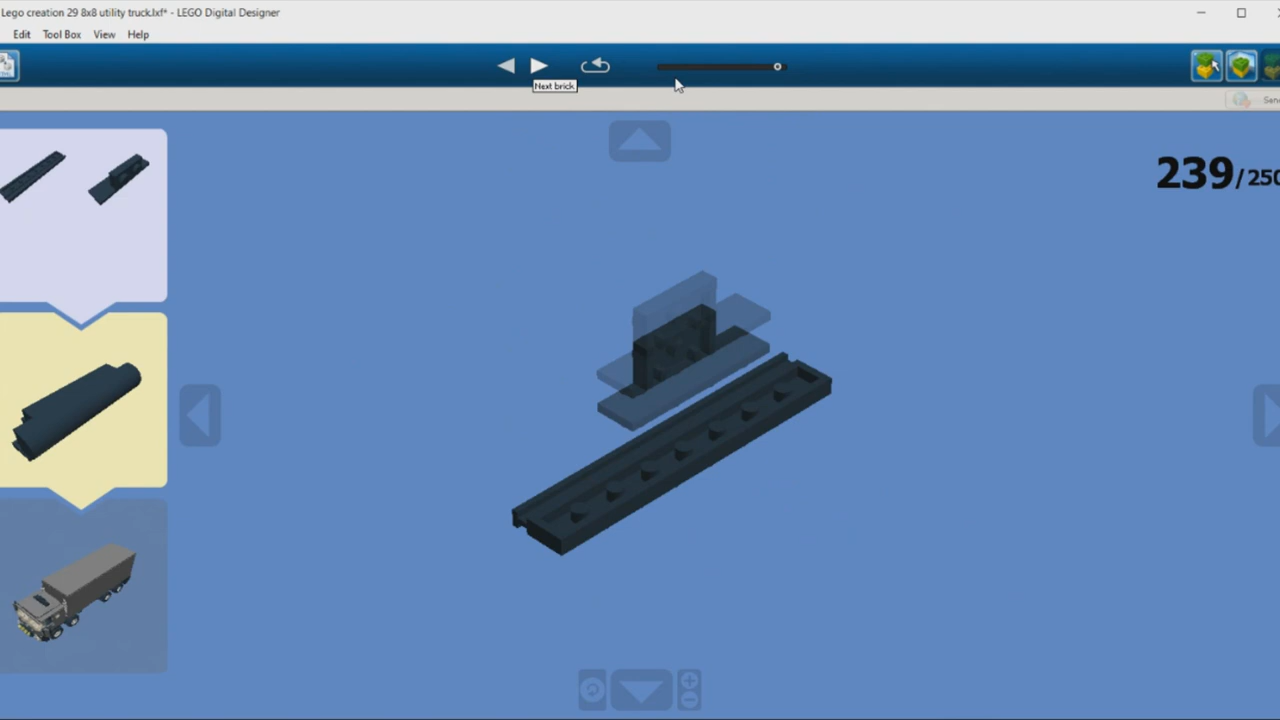 Lego creation 29 8x8 utility truck.lxf* - LEGO Digital Designer
Edit Tool Box View Help
Next brick
239/250